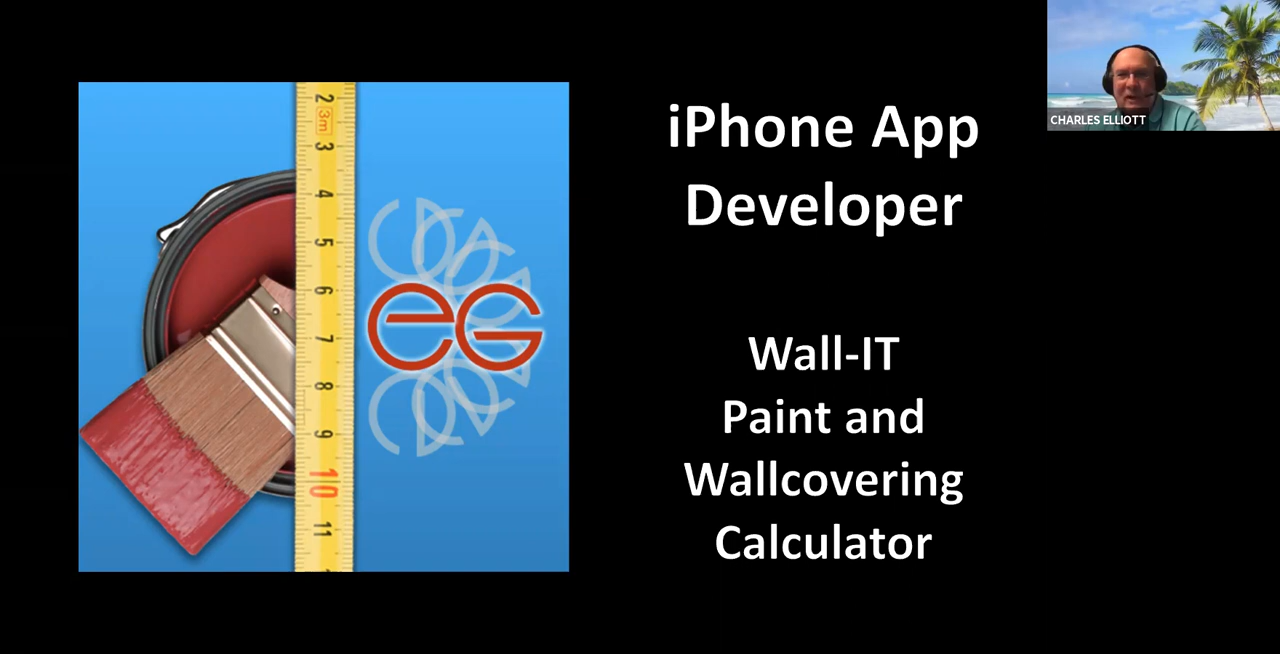 iPhone App
Developer
Wall-IT
Paint and
Wallcovering
Calculator
CHARLES ELLIOTT
2
3m
3
4
5
6
7
8
9
10
11
eG